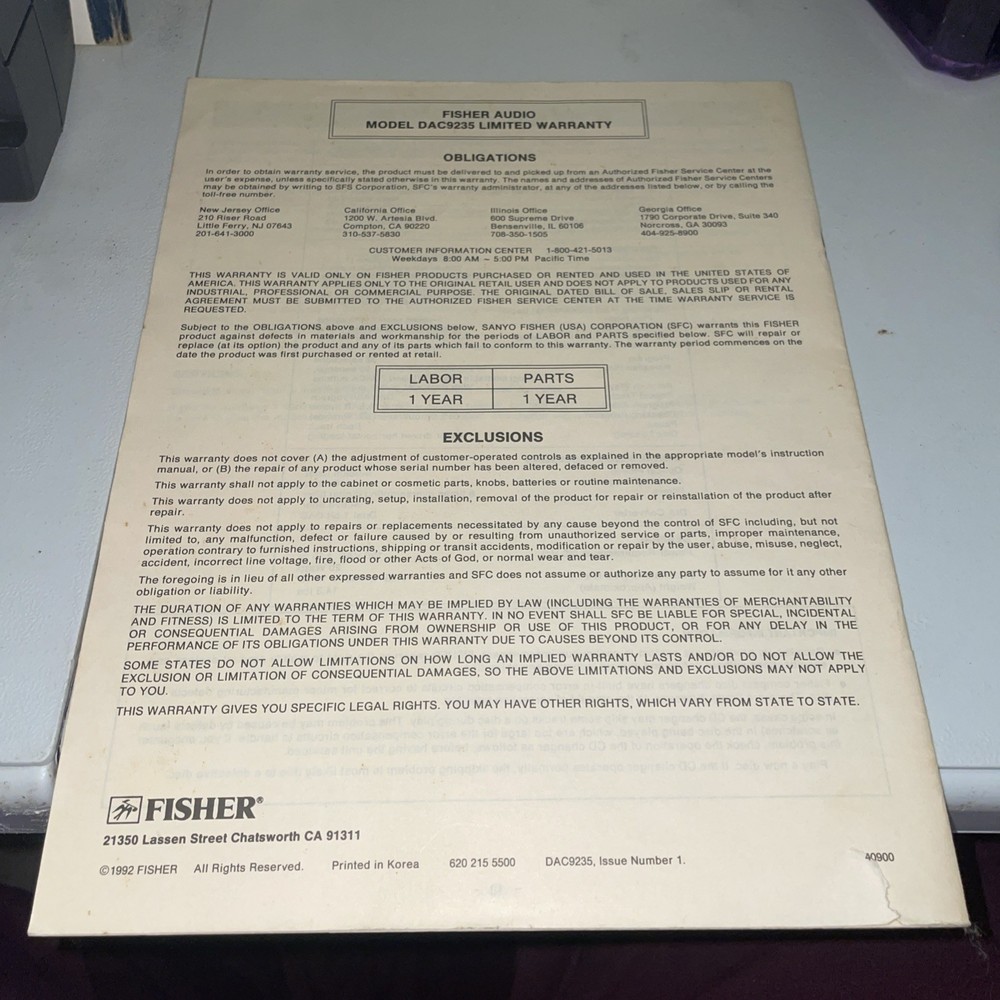 FISHER AUDIO
MODEL DAC9235 LIMITED WARRANTY
OBLIGATIONS
In order to obtain warranty service, the product must be delivered to and picked up from an Authorized Fisher Service Center at the
user's expense, unless specifically stated otherwise in this warranty. The names and addresses of Authorized Fisher Service Centers
may be obtained by writing to SFS Corporation, SFC's warranty administrator, at any of the addresses listed below, or by calling the
toll-free number.
New Jersey Office
210 Riser Road
Little Ferry, NJ 07643
201-641-3000
California Office
1200 W. Artesia Blvd.
Compton, CA 90220
310-537-5830
Illinois Office
600 Supreme Drive
Bensenville, IL 60106
708-350-1505
Georgia Office
1790 Corporate Drive, Suite 340
Norcross, GA 30093
404-925-8900
CUSTOMER INFORMATION CENTER 1-800-421-5013
Weekdays 8:00 AM – 5:00 PM Pacific Time
THIS WARRANTY IS VALID ONLY ON FISHER PRODUCTS PURCHASED OR RENTED AND USED IN THE UNITED STATES OF
AMERICA. THIS WARRANTY APPLIES ONLY TO THE ORIGINAL RETAIL USER AND DOES NOT APPLY TO PRODUCTS USED FOR ANY
INDUSTRIAL, PROFESSIONAL OR COMMERCIAL PURPOSE. THE ORIGINAL DATED BILL OF SALE, SALES SLIP OR RENTAL
AGREEMENT MUST BE SUBMITTED TO THE AUTHORIZED FISHER SERVICE CENTER AT THE TIME WARRANTY SERVICE IS
REQUESTED.
Subject to the OBLIGATIONS above and EXCLUSIONS below, SANYO FISHER (USA) CORPORATION (SFC) warrants this FISHER
product against defects in materials and workmanship for the periods of LABOR and PARTS specified below. SFC will repair or
replace (at its option) the product and any of its parts which fail to conform to this warranty. The warranty period commences on the
date the product was first purchased or rented at retail.
LABOR PARTS
1 YEAR 1 YEAR
EXCLUSIONS
This warranty does not cover (A) the adjustment of customer-operated controls as explained in the appropriate model's instruction
manual, or (B) the repair of any product whose serial number has been altered, defaced or removed.
This warranty shall not apply to the cabinet or cosmetic parts, knobs, batteries or routine maintenance.
This warranty does not apply to uncrating, setup, installation, removal of the product for repair or reinstallation of the product after
repair.
This warranty does not apply to repairs or replacements necessitated by any cause beyond the control of SFC including, but not
limited to, any malfunction, defect or failure caused by or resulting from unauthorized service or parts, improper maintenance,
operation contrary to furnished instructions, shipping or transit accidents, modification or repair by the user, abuse, misuse, neglect,
accident, incorrect line voltage, fire, flood or other Acts of God, or normal wear and tear.
The foregoing is in lieu of all other expressed warranties and SFC does not assume or authorize any party to assume for it any other
obligation or liability.
THE DURATION OF ANY WARRANTIES WHICH MAY BE IMPLIED BY LAW (INCLUDING THE WARRANTIES OF MERCHANTABILITY
AND FITNESS) IS LIMITED TO THE TERM OF THIS WARRANTY. IN NO EVENT SHALL SFC BE LIABLE FOR SPECIAL, INCIDENTAL
OR CONSEQUENTIAL DAMAGES ARISING FROM OWNERSHIP OR USE OF THIS PRODUCT, OR FOR ANY DELAY IN THE
PERFORMANCE OF ITS OBLIGATIONS UNDER THIS WARRANTY DUE TO CAUSES BEYOND ITS CONTROL.
SOME STATES DO NOT ALLOW LIMITATIONS ON HOW LONG AN IMPLIED WARRANTY LASTS AND/OR DO NOT ALLOW THE
EXCLUSION OR LIMITATION OF CONSEQUENTIAL DAMAGES, SO THE ABOVE LIMITATIONS AND EXCLUSIONS MAY NOT APPLY
TO YOU.
THIS WARRANTY GIVES YOU SPECIFIC LEGAL RIGHTS. YOU MAY HAVE OTHER RIGHTS, WHICH VARY FROM STATE TO STATE.
FISHER®
21350 Lassen Street Chatsworth CA 91311
©1992 FISHER All Rights Reserved. Printed in Korea 620 215 5500 DAC9235, Issue Number 1. 40900